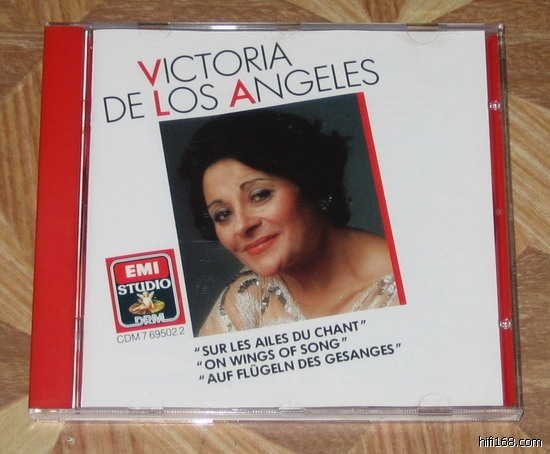 VICTORIA
DE LOS ANGELES
EMI
STUDIO
DRM
CDM 7 69502 2
“SUR LES AILES DU CHANT”
“ON WINGS OF SONG”
“AUF FLÜGELN DES GESANGES”
hifi168.com